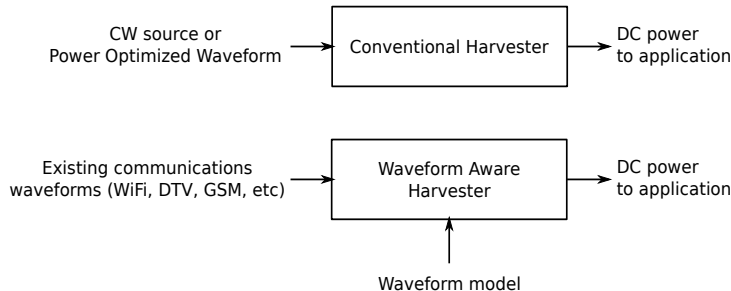 CW source or
Power Optimized Waveform
Conventional Harvester
DC power
to application
Existing communications
waveforms (WiFi, DTV, GSM, etc)
Waveform Aware
Harvester
DC power
to application
Waveform model